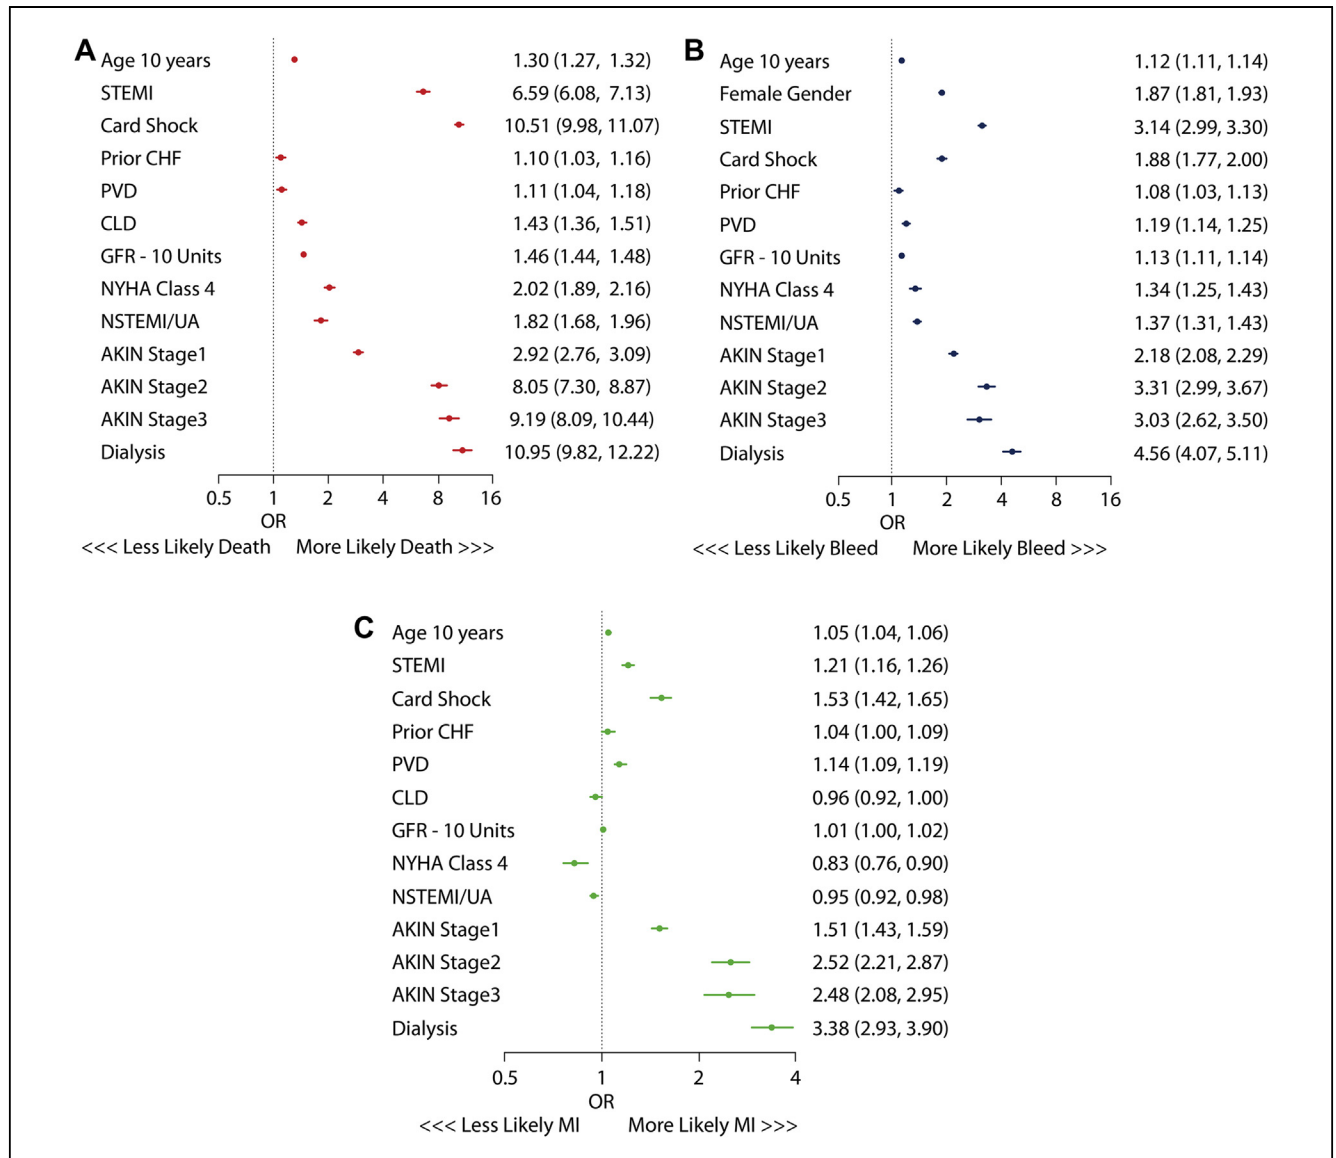 A
Age 10 years 1.30 (1.27, 1.32)
STEMI 6.59 (6.08, 7.13)
Card Shock 10.51 (9.98, 11.07)
Prior CHF 1.10 (1.03, 1.16)
PVD 1.11 (1.04, 1.18)
CLD 1.43 (1.36, 1.51)
GFR - 10 Units 1.46 (1.44, 1.48)
NYHA Class 4 2.02 (1.89, 2.16)
NSTEMI/UA 1.82 (1.68, 1.96)
AKIN Stage1 2.92 (2.76, 3.09)
AKIN Stage2 8.05 (7.30, 8.87)
AKIN Stage3 9.19 (8.09, 10.44)
Dialysis 10.95 (9.82, 12.22)
0.5 1 2 4 8 16
OR
<<< Less Likely Death More Likely Death >>>
B
Age 10 years 1.12 (1.11, 1.14)
Female Gender 1.87 (1.81, 1.93)
STEMI 3.14 (2.99, 3.30)
Card Shock 1.88 (1.77, 2.00)
Prior CHF 1.08 (1.03, 1.13)
PVD 1.19 (1.14, 1.25)
GFR - 10 Units 1.13 (1.11, 1.14)
NYHA Class 4 1.34 (1.25, 1.43)
NSTEMI/UA 1.37 (1.31, 1.43)
AKIN Stage1 2.18 (2.08, 2.29)
AKIN Stage2 3.31 (2.99, 3.67)
AKIN Stage3 3.03 (2.62, 3.50)
Dialysis 4.56 (4.07, 5.11)
0.5 1 2 4 8 16
OR
<<< Less Likely Bleed More Likely Bleed >>>
C
Age 10 years 1.05 (1.04, 1.06)
STEMI 1.21 (1.16, 1.26)
Card Shock 1.53 (1.42, 1.65)
Prior CHF 1.04 (1.00, 1.09)
PVD 1.14 (1.09, 1.19)
CLD 0.96 (0.92, 1.00)
GFR - 10 Units 1.01 (1.00, 1.02)
NYHA Class 4 0.83 (0.76, 0.90)
NSTEMI/UA 0.95 (0.92, 0.98)
AKIN Stage1 1.51 (1.43, 1.59)
AKIN Stage2 2.52 (2.21, 2.87)
AKIN Stage3 2.48 (2.08, 2.95)
Dialysis 3.38 (2.93, 3.90)
0.5 1 2 4
OR
<<< Less Likely MI More Likely MI >>>